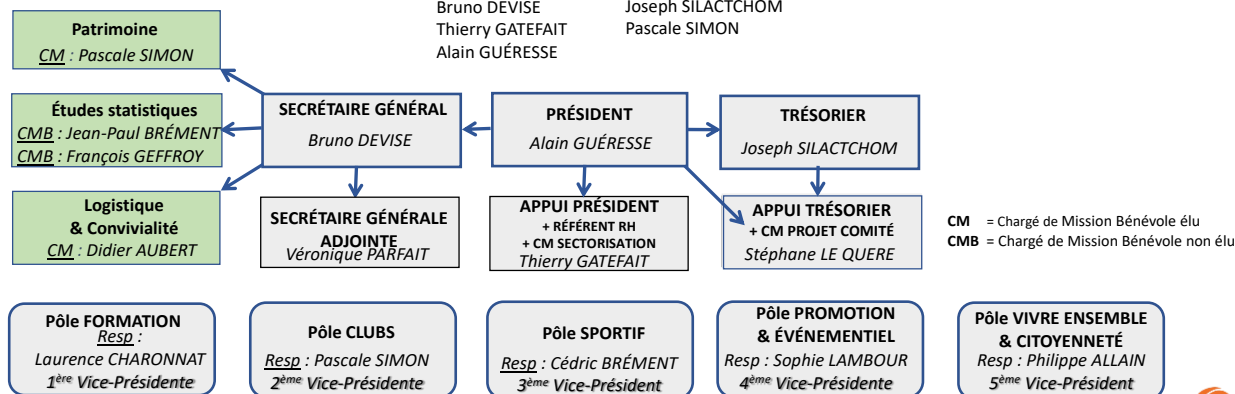 Bruno DEVISE
Thierry GATEFAIT
Alain GUÉRESSE
Joseph SILACTCHOM
Pascale SIMON
Patrimoine
CM : Pascale SIMON
Études statistiques
CMB : Jean-Paul BRÉMENT
CMB : François GEFFROY
Logistique
& Convivialité
CM : Didier AUBERT
SECRÉTAIRE GÉNÉRAL
Bruno DEVISE
PRÉSIDENT
Alain GUÉRESSE
TRÉSORIER
Joseph SILACTCHOM
SECRÉTAIRE GÉNÉRALE
ADJOINTE
Véronique PARFAIT
APPUI PRÉSIDENT
+ RÉFÉRENT RH
+ CM SECTORISATION
Thierry GATEFAIT
APPUI TRÉSORIER
+ CM PROJET COMITÉ
Stéphane LE QUERE
CM = Chargé de Mission Bénévole élu
CMB = Chargé de Mission Bénévole non élu
Pôle FORMATION
Resp :
Laurence CHARONNAT
1ère Vice-Présidente
Pôle CLUBS
Resp : Pascale SIMON
2ème Vice-Présidente
Pôle SPORTIF
Resp : Cédric BRÉMENT
3ème Vice-Président
Pôle PROMOTION
& ÉVÉNEMENTIEL
Resp : Sophie LAMBOUR
4ème Vice-Présidente
Pôle VIVRE ENSEMBLE
& CITOYENNETÉ
Resp : Philippe ALLAIN
5ème Vice-Président